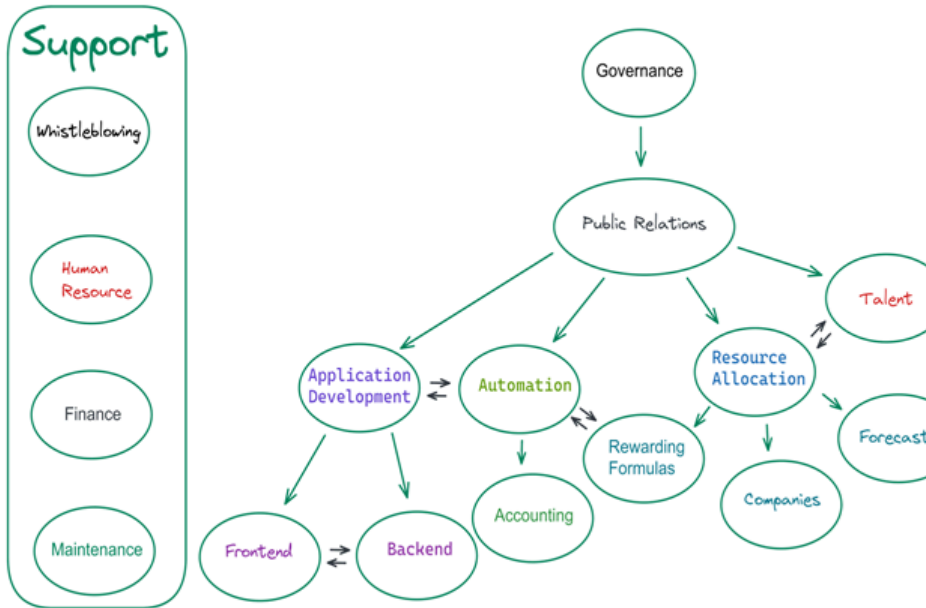 Support
Whistleblowing
Human
Resource
Finance
Maintenance
Governance
Public Relations
Talent
Application
Development
Automation
Resource
Allocation
Rewarding
Formulas
Forecast
Companies
Accounting
Frontend
Backend